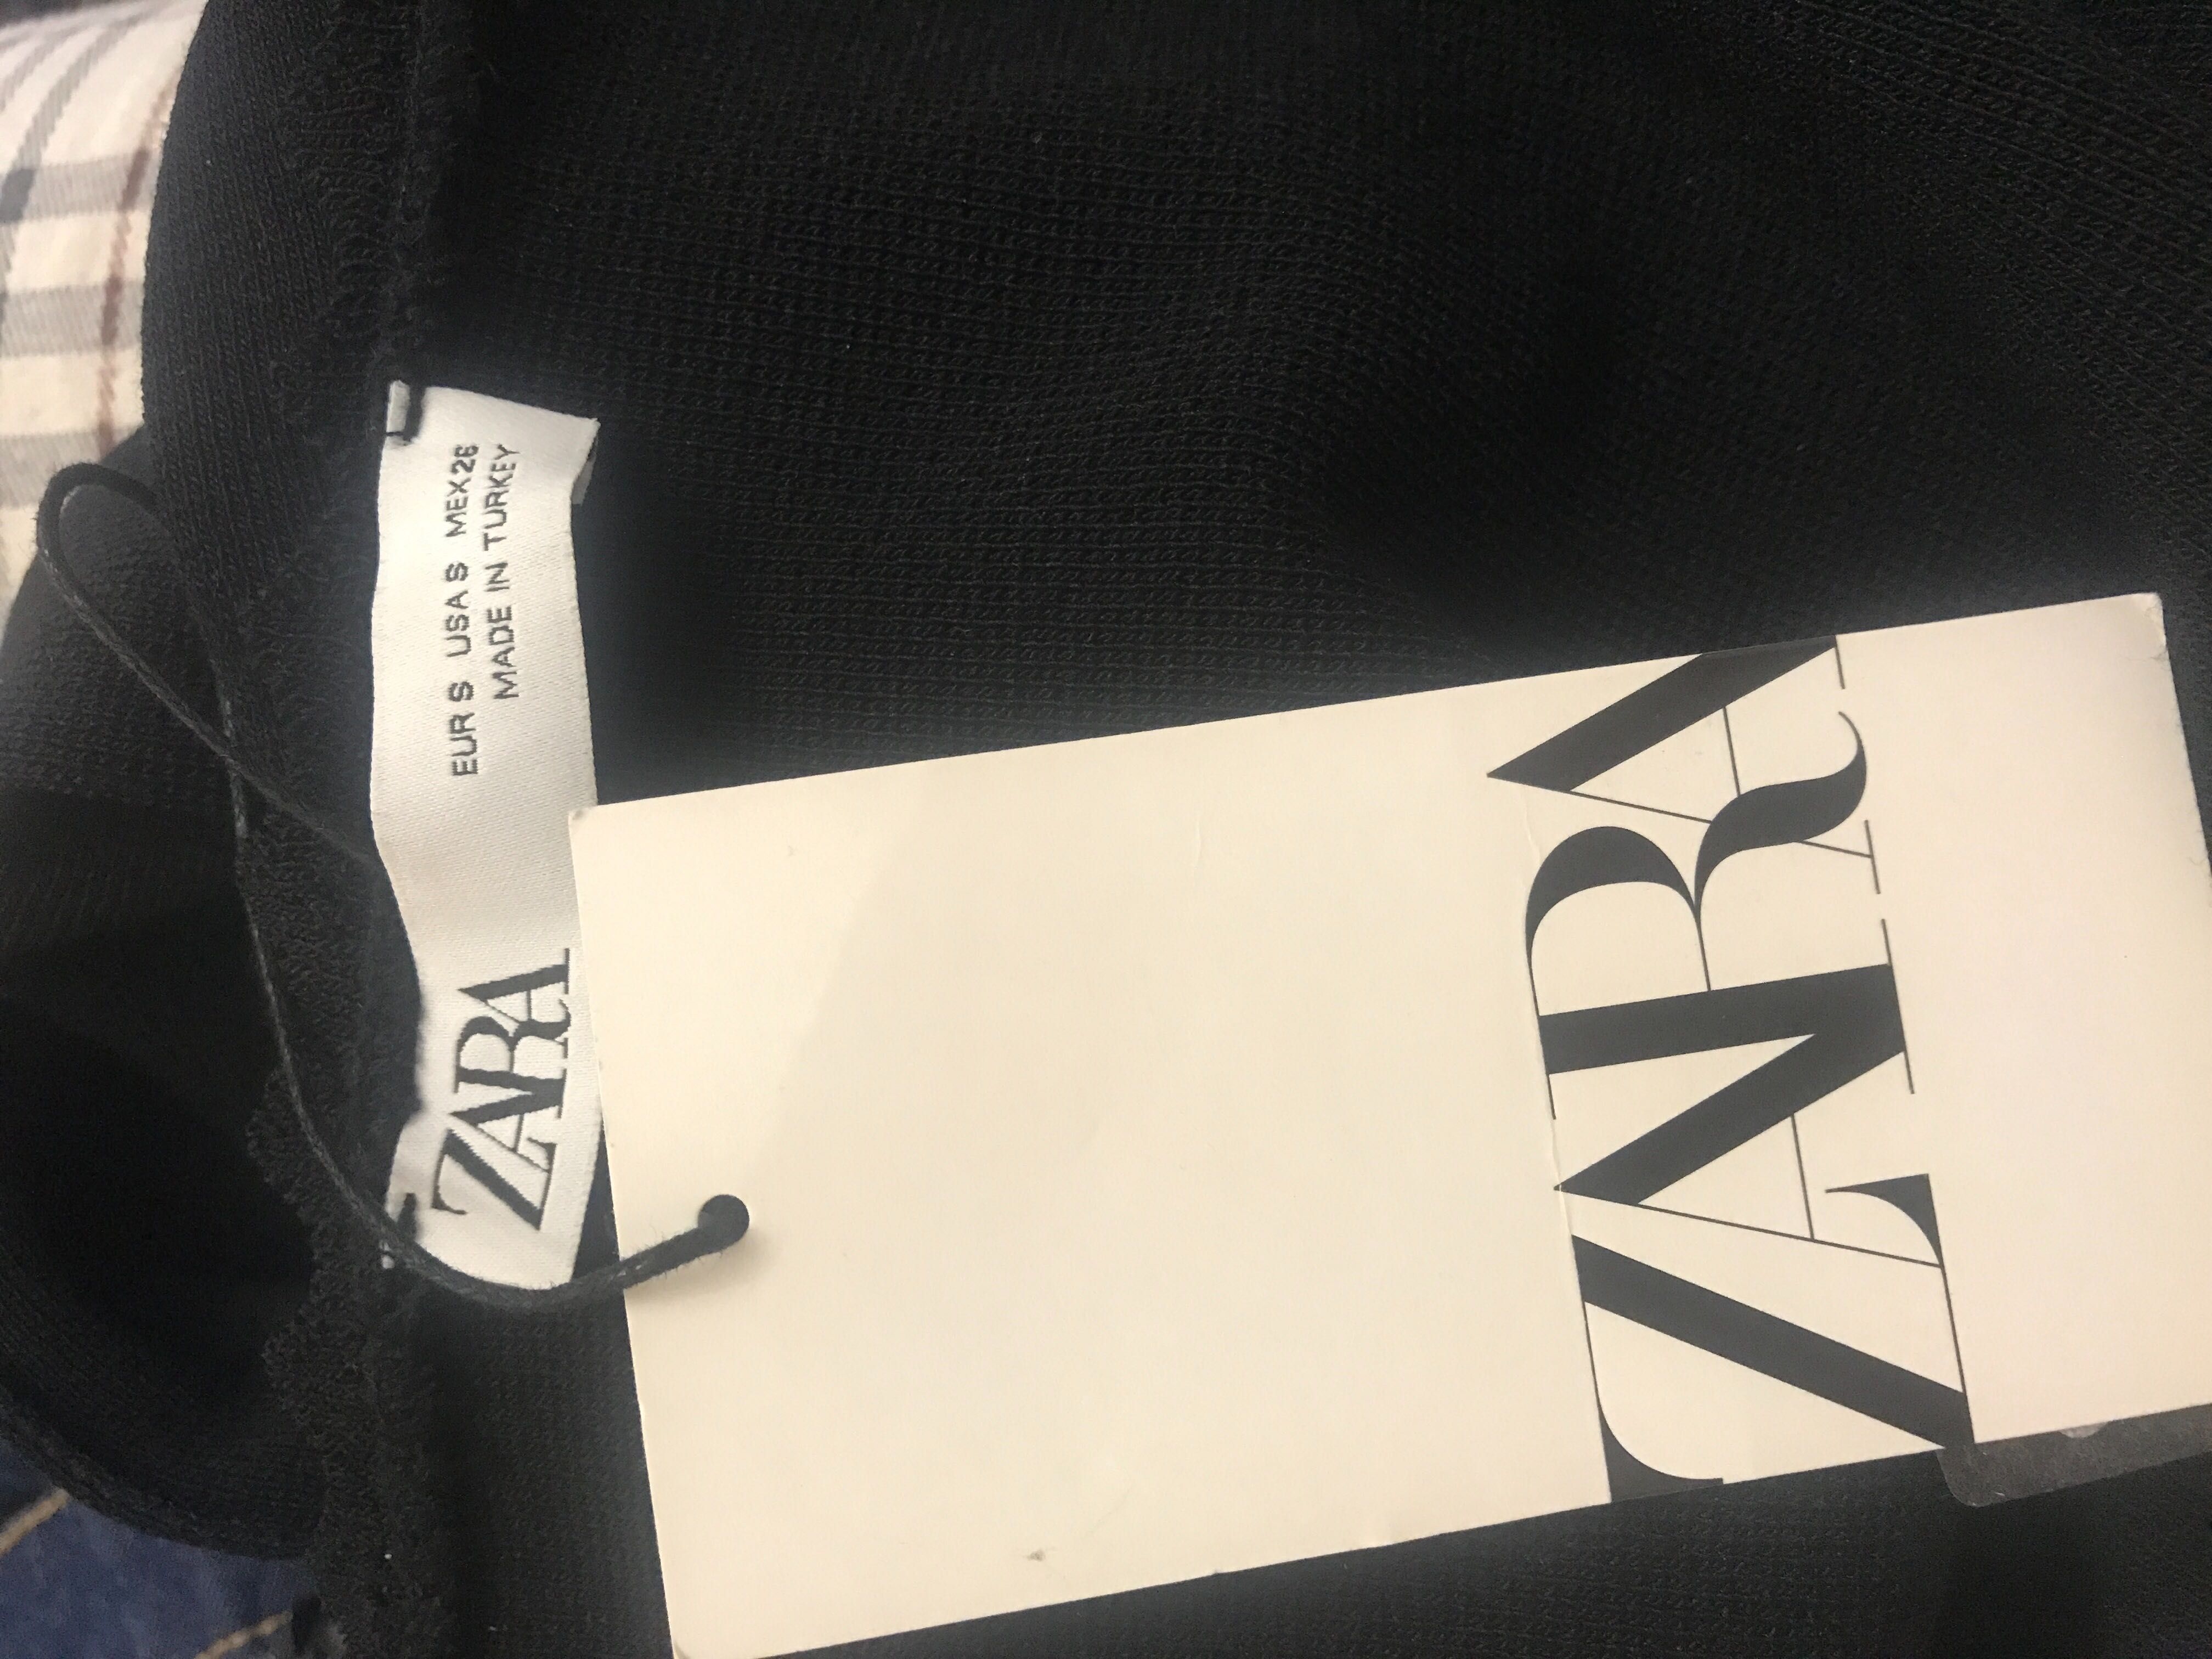 ZARA
EUR S USA S MEX 26
MADE IN TURKEY
ZARA